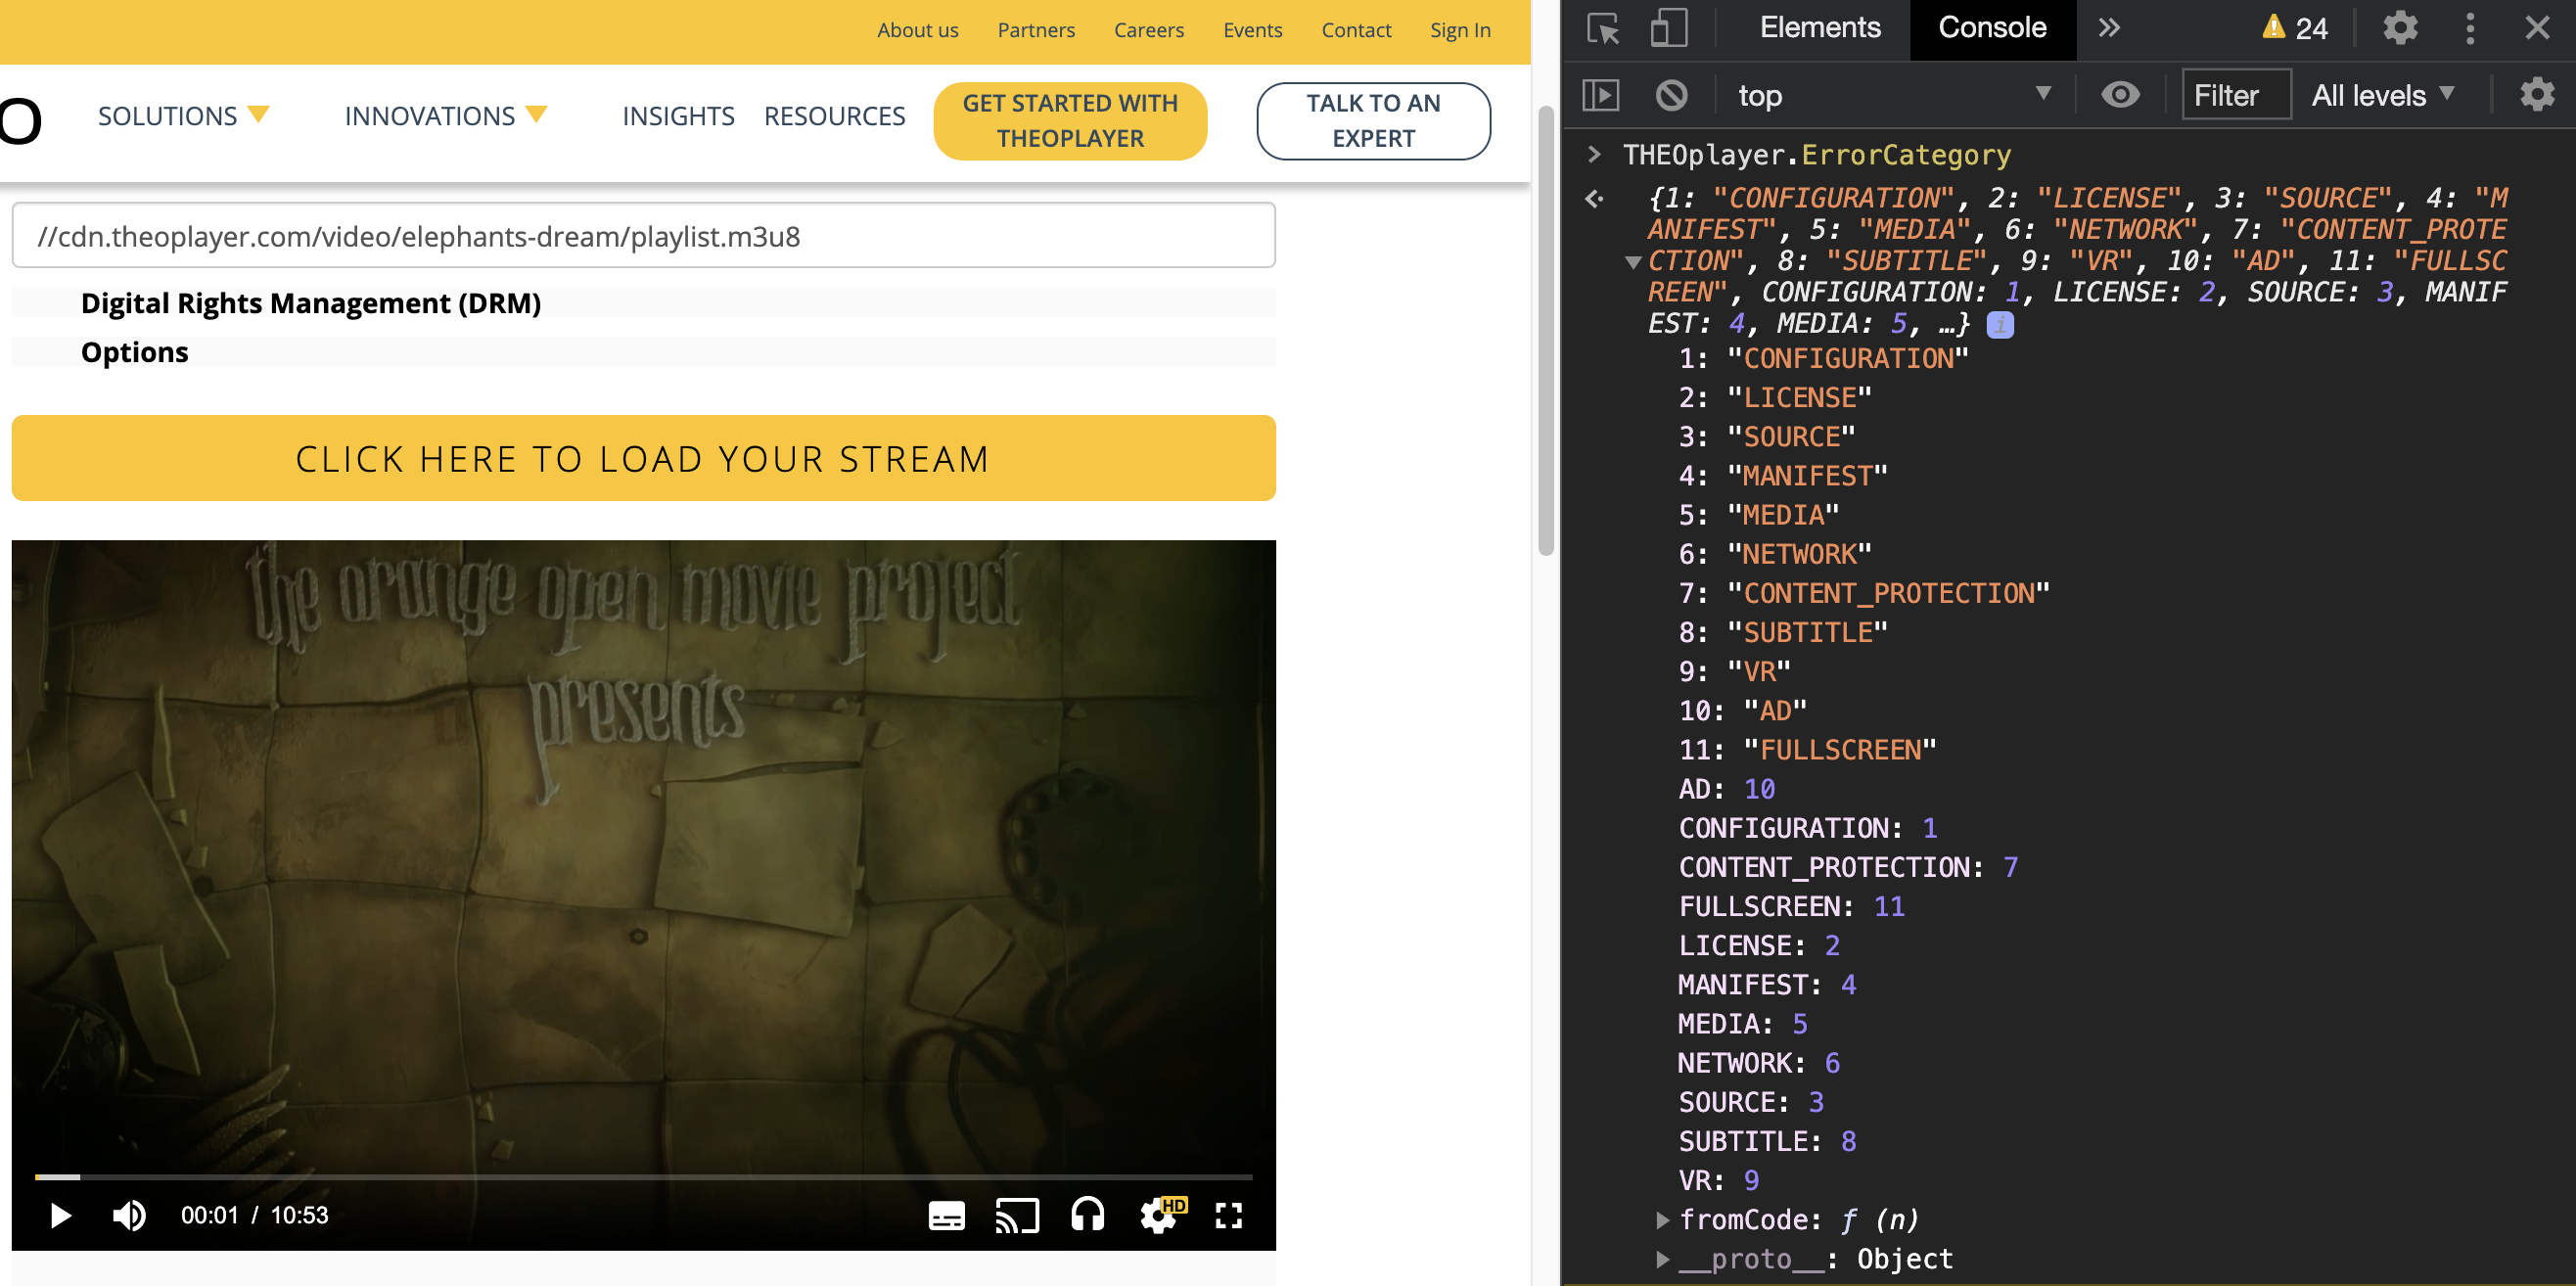 About us Partners Careers Events Contact Sign In
O SOLUTIONS INNOVATIONS INSIGHTS RESOURCES
GET STARTED WITH
THEOPLAYER
TALK TO AN
EXPERT
//cdn.theoplayer.com/video/elephants-dream/playlist.m3u8
Digital Rights Management (DRM)
Options
CLICK HERE TO LOAD YOUR STREAM
the orange open movie project
presents
00:01 / 10:53
HD
Elements Console 24
top Filter All levels
THEOplayer.ErrorCategory
{1: "CONFIGURATION", 2: "LICENSE", 3: "SOURCE", 4: "M
ANIFEST", 5: "MEDIA", 6: "NETWORK", 7: "CONTENT_PROTE
CTION", 8: "SUBTITLE", 9: "VR", 10: "AD", 11: "FULLSC
REEN", CONFIGURATION: 1, LICENSE: 2, SOURCE: 3, MANIF
EST: 4, MEDIA: 5, …} i
1: "CONFIGURATION"
2: "LICENSE"
3: "SOURCE"
4: "MANIFEST"
5: "MEDIA"
6: "NETWORK"
7: "CONTENT_PROTECTION"
8: "SUBTITLE"
9: "VR"
10: "AD"
11: "FULLSCREEN"
AD: 10
CONFIGURATION: 1
CONTENT_PROTECTION: 7
FULLSCREEN: 11
LICENSE: 2
MANIFEST: 4
MEDIA: 5
NETWORK: 6
SOURCE: 3
SUBTITLE: 8
VR: 9
fromCode: ƒ (n)
__proto__: Object